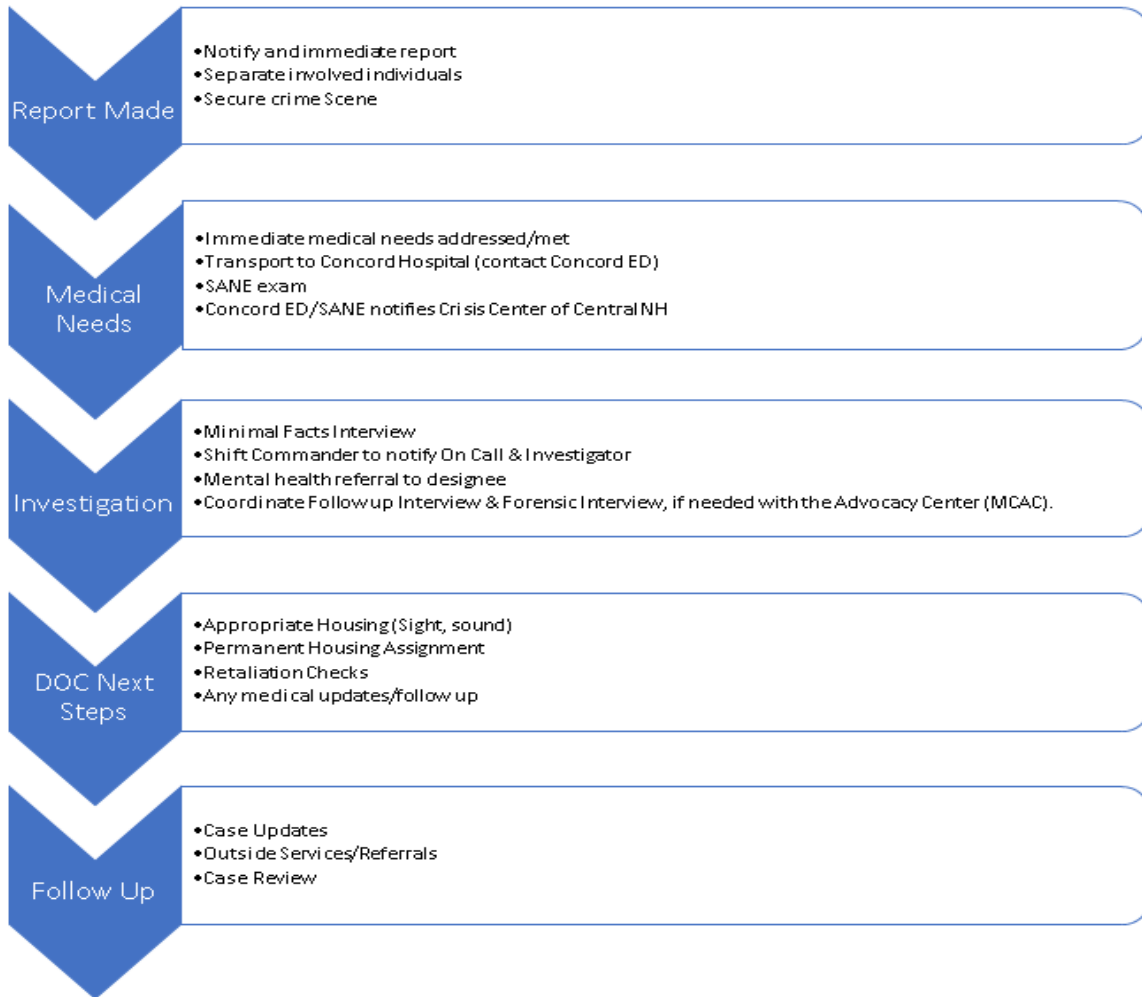 Report Made
•Notify and immediate report
•Separate involved individuals
•Secure crime Scene
Medical
Needs
•Immediate medical needs addressed/met
•Transport to Concord Hospital (contact Concord ED)
•SANE exam
•Concord ED/SANE notifies Crisis Center of Central NH
Investigation
•Minimal Facts Interview
•Shift Commander to notify On Call & Investigator
•Mental health referral to designee
•Coordinate Follow up Interview & Forensic Interview, if needed with the Advocacy Center (MCAC).
DOC Next
Steps
•Appropriate Housing (Sight, sound)
•Permanent Housing Assignment
•Retaliation Checks
•Any medical updates/follow up
Follow Up
•Case Updates
•Outside Services/Referrals
•Case Review